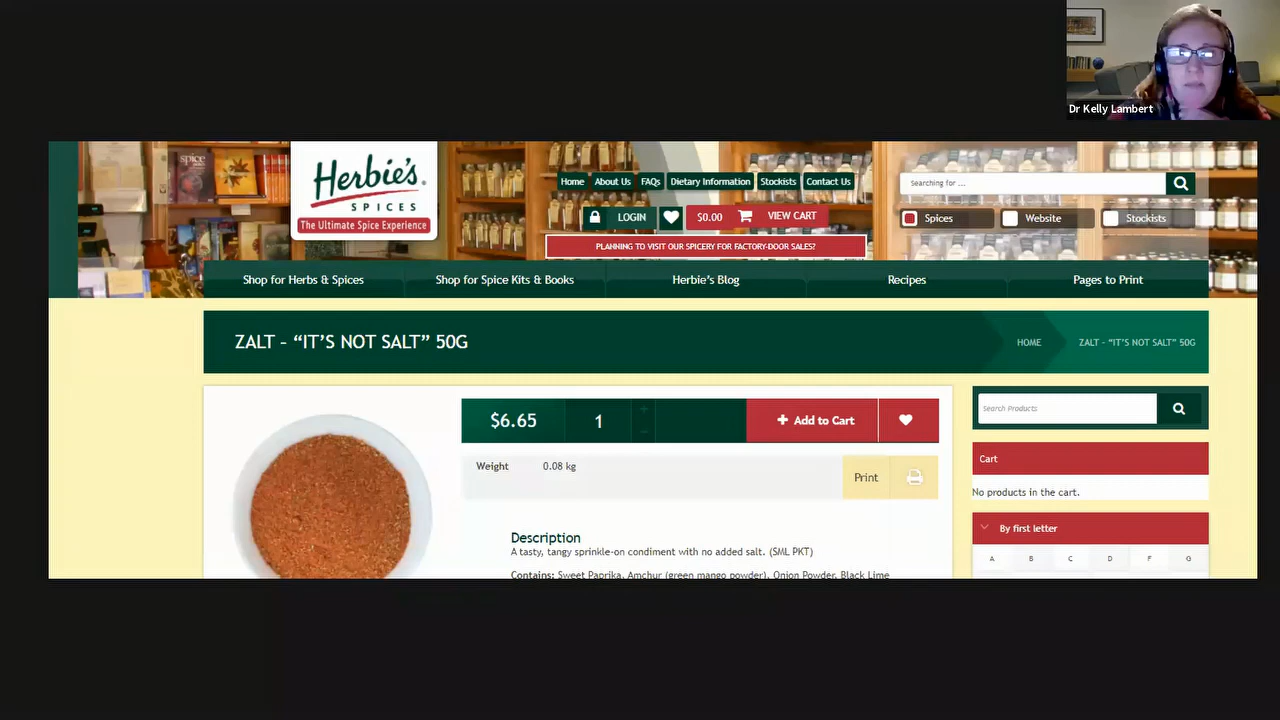 Dr Kelly Lambert
Herbie's
SPICES
The Ultimate Spice Experience
Home About Us FAQs Dietary Information Stockists Contact Us
Searching for ...
LOGIN $0.00 VIEW CART
Spices Website Stockists
PLANNING TO VISIT OUR SPICERY FOR FACTORY-DOOR SALES?
Shop for Herbs & Spices Shop for Spice Kits & Books Herbie's Blog Recipes Pages to Print
ZALT – “IT’S NOT SALT” 50G
HOME ZALT – “IT’S NOT SALT” 50G
$6.65 1 + Add to Cart
Search Products
Weight 0.08 kg
Print
Cart
No products in the cart.
By first letter
A B C D F G
Description
A tasty, tangy sprinkle-on condiment with no added salt. (SML PKT)
Contains: Sweet Paprika, Amchur (green mango powder), Onion Powder, Black Lime